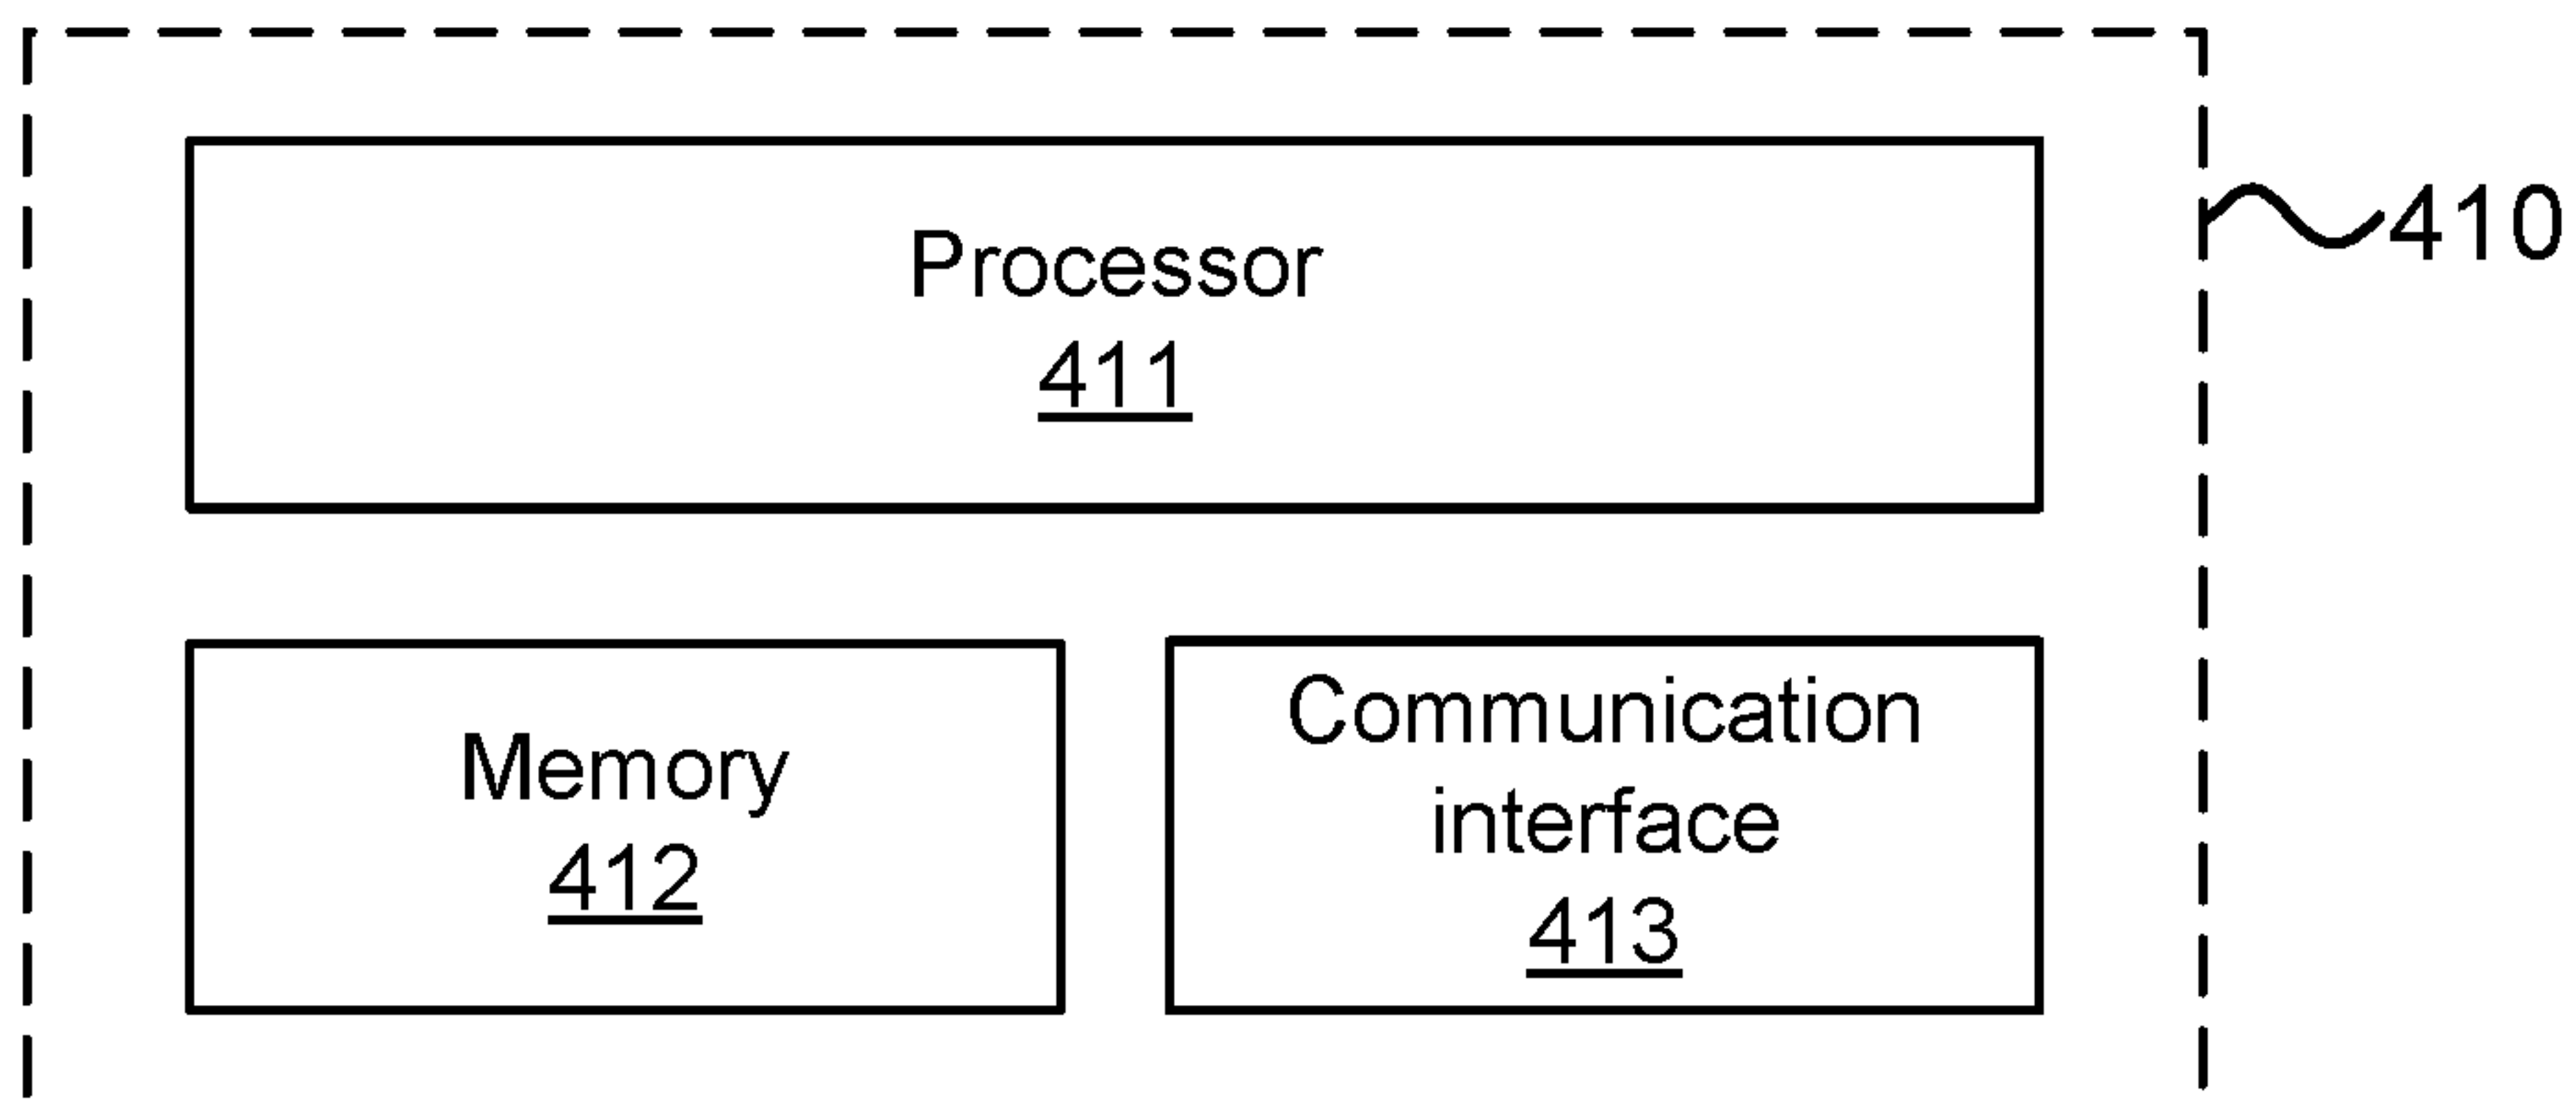 Processor
411
410
Memory
412
Communication
interface
413